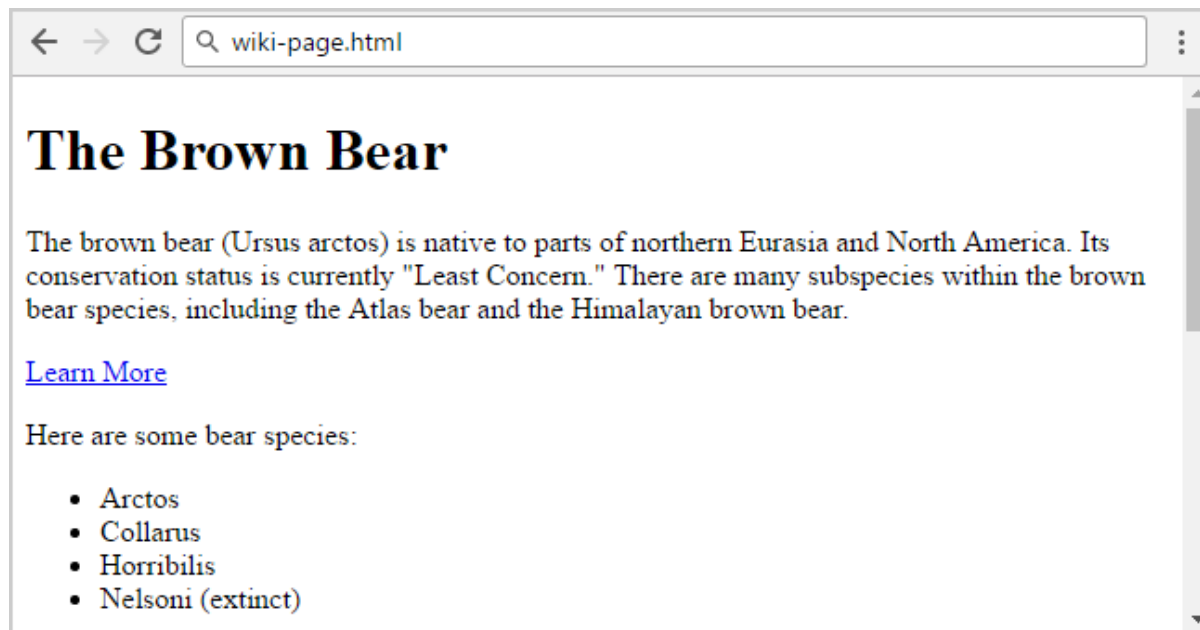 wiki-page.html
The Brown Bear
The brown bear (Ursus arctos) is native to parts of northern Eurasia and North America. Its
conservation status is currently "Least Concern." There are many subspecies within the brown
bear species, including the Atlas bear and the Himalayan brown bear.
Learn More
Here are some bear species:
• Arctos
• Collarus
• Horribilis
• Nelsoni (extinct)